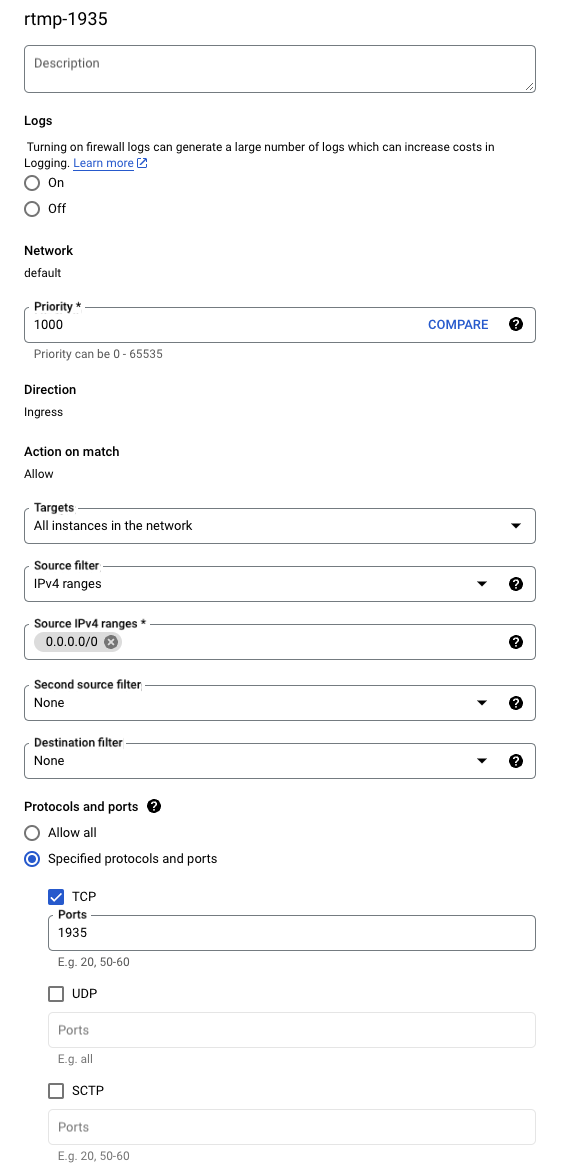 rtmp-1935
Description
Logs
Turning on firewall logs can generate a large number of logs which can increase costs in
Logging. Learn more
On
Off
Network
default
Priority *
1000
COMPARE
Priority can be 0 - 65535
Direction
Ingress
Action on match
Allow
Targets
All instances in the network
Source filter
IPv4 ranges
Source IPv4 ranges *
0.0.0.0/0
Second source filter
None
Destination filter
None
Protocols and ports
Allow all
Specified protocols and ports
TCP
Ports
1935
E.g. 20, 50-60
UDP
Ports
E.g. all
SCTP
Ports
E.g. 20, 50-60